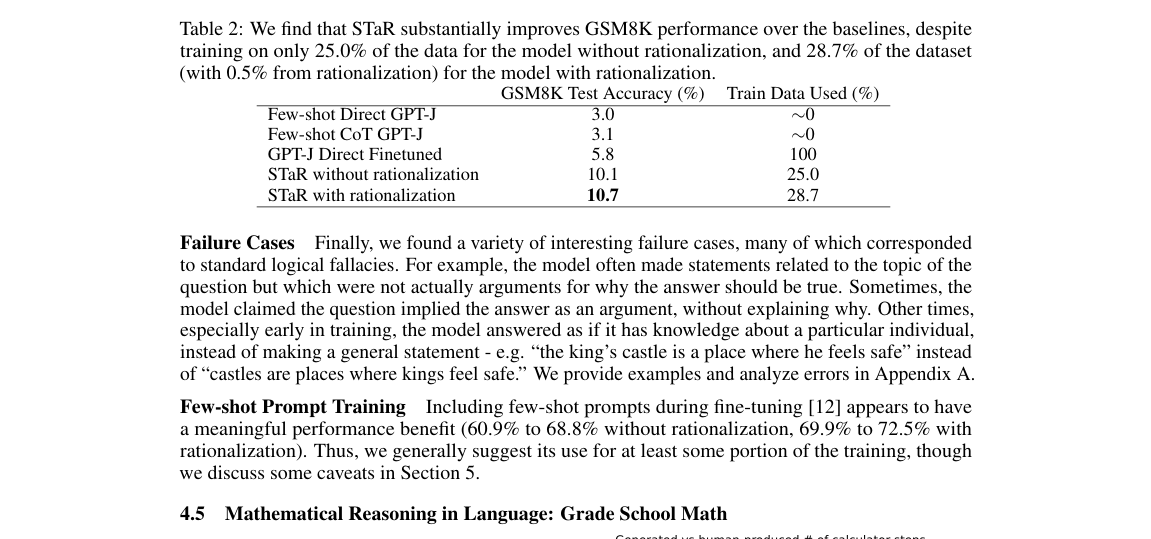 Table 2: We find that STaR substantially improves GSM8K performance over the baselines, despite
training on only 25.0% of the data for the model without rationalization, and 28.7% of the dataset
(with 0.5% from rationalization) for the model with rationalization.
GSM8K Test Accuracy (%) Train Data Used (%)
Few-shot Direct GPT-J 3.0 ∼0
Few-shot CoT GPT-J 3.1 ∼0
GPT-J Direct Finetuned 5.8 100
STaR without rationalization 10.1 25.0
STaR with rationalization 10.7 28.7
Failure Cases Finally, we found a variety of interesting failure cases, many of which corresponded
to standard logical fallacies. For example, the model often made statements related to the topic of the
question but which were not actually arguments for why the answer should be true. Sometimes, the
model claimed the question implied the answer as an argument, without explaining why. Other times,
especially early in training, the model answered as if it has knowledge about a particular individual,
instead of making a general statement - e.g. “the king’s castle is a place where he feels safe” instead
of “castles are places where kings feel safe.” We provide examples and analyze errors in Appendix A.
Few-shot Prompt Training Including few-shot prompts during fine-tuning [12] appears to have
a meaningful performance benefit (60.9% to 68.8% without rationalization, 69.9% to 72.5% with
rationalization). Thus, we generally suggest its use for at least some portion of the training, though
we discuss some caveats in Section 5.
4.5 Mathematical Reasoning in Language: Grade School Math
Generated vs human-produced # of calculator steps